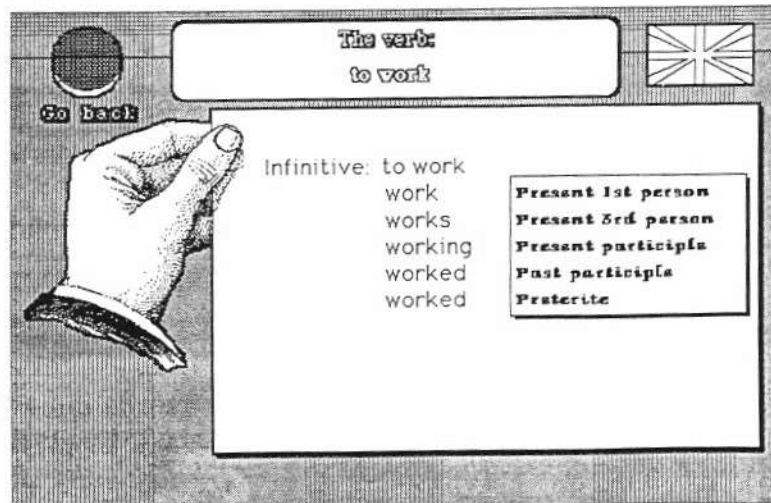 The verb:
to work
Go back
Infinitive: to work
work Present 1st person
works Present 3rd person
working Present participle
worked Past participle
worked Preterite